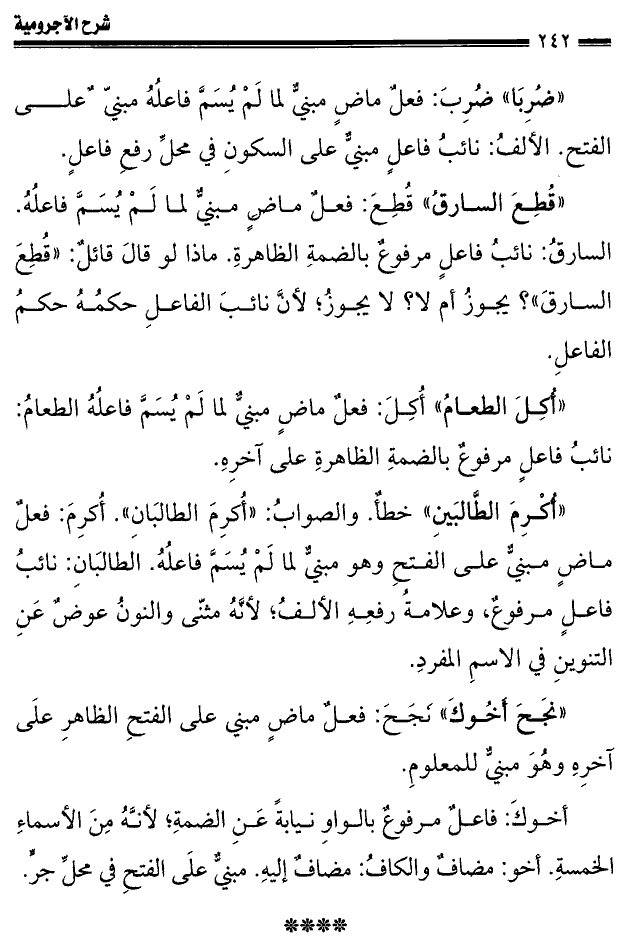 شرح الآجرومية
٢٤٢
«ضُرِبَا» ضُرِبَ: فعلٌ ماضٍ مبنيٌّ لما لَمْ يُسَمَّ فاعلُهُ مبنيّ ٌ على
الفتح. الألفُ: نائبُ فاعلٍ مبنيٌّ على السكونِ في محلِّ رفعِ فاعلٍ.
«قُطِعَ السارقُ» قُطِعَ: فعلٌ ماضٍ مبنيٌّ لما لَمْ يُسَمَّ فاعلُهُ.
السارقُ: نائبُ فاعلٍ مرفوعٌ بالضمةِ الظاهرةِ. ماذا لو قالَ قائلٌ: «قُطِعَ
السارقَ»؟ يجوزُ أم لا؟ لا يجوزُ؛ لأنَّ نائبَ الفاعلِ حكمُهُ حكمُ
الفاعلِ.
«أُكِلَ الطعامُ» أُكِلَ: فعلٌ ماضٍ مبنيٌّ لما لَمْ يُسَمَّ فاعلُهُ الطعامُ:
نائبُ فاعلٍ مرفوعٌ بالضمةِ الظاهرةِ على آخرِهِ.
«أُكْرِمَ الطَّالبَينِ» خطأٌ. والصوابُ: «أُكرِمَ الطالبَانِ». أُكرِمَ: فعلٌ
ماضٍ مبنيٌّ على الفتحِ وهو مبنيٌّ لما لَمْ يُسَمَّ فاعلُهُ. الطالبَانِ: نائبُ
فاعلٍ مرفوعٌ، وعلامةُ رفعِهِ الألفُ؛ لأنَّهُ مثنّى والنونُ عوضٌ عَنِ
التنوينِ في الاسمِ المفردِ.
«نجَحَ أَخُوكَ» نَجَحَ: فعلٌ ماضٍ مبني على الفتحِ الظاهرِ علَى
آخرِهِ وهُوَ مبنيٌّ للمعلومِ.
أخوكَ: فاعلٌ مرفوعٌ بالواوِ نيابةً عَنِ الضمةِ؛ لأنَّهُ مِنَ الأسماءِ
الخمسةِ. أخو: مضافٌ والكافُ: مضافٌ إليهِ. مبنيٌّ علَى الفتحِ في محلِّ جرٍّ.
****